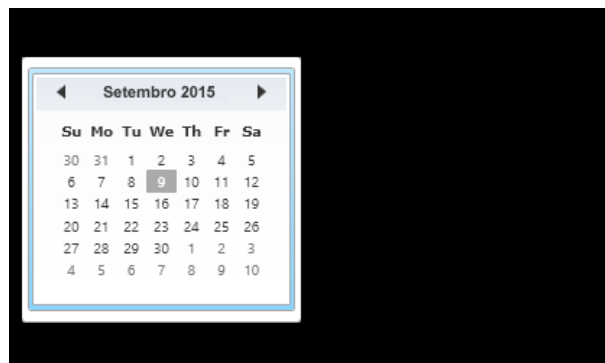 Setembro 2015
Su Mo Tu We Th Fr Sa
30 31 1 2 3 4 5
6 7 8 9 10 11 12
13 14 15 16 17 18 19
20 21 22 23 24 25 26
27 28 29 30 1 2 3
4 5 6 7 8 9 10